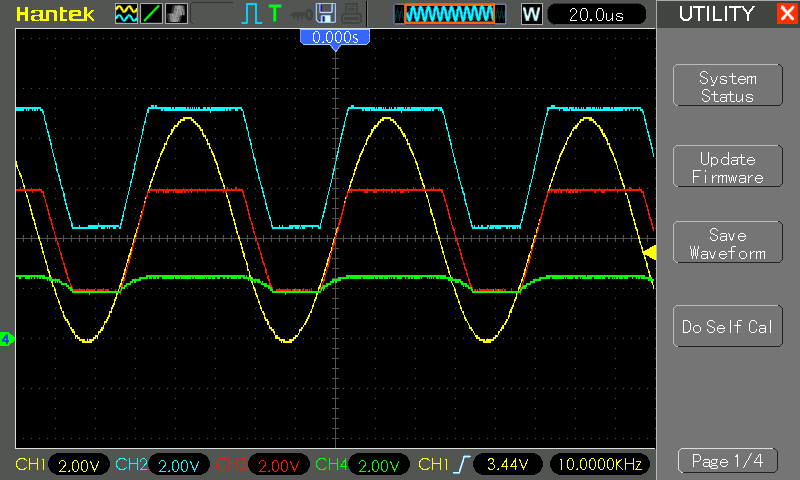 Hantek T W 20.0us UTILITY X
0.000s
System
Status
Update
Firmware
Save
Waveform
4
Do Self Cal
CH1 2.00V CH2 2.00V CH3 2.00V CH4 2.00V CH1 3.44V 10.0000KHz
Page 1/4